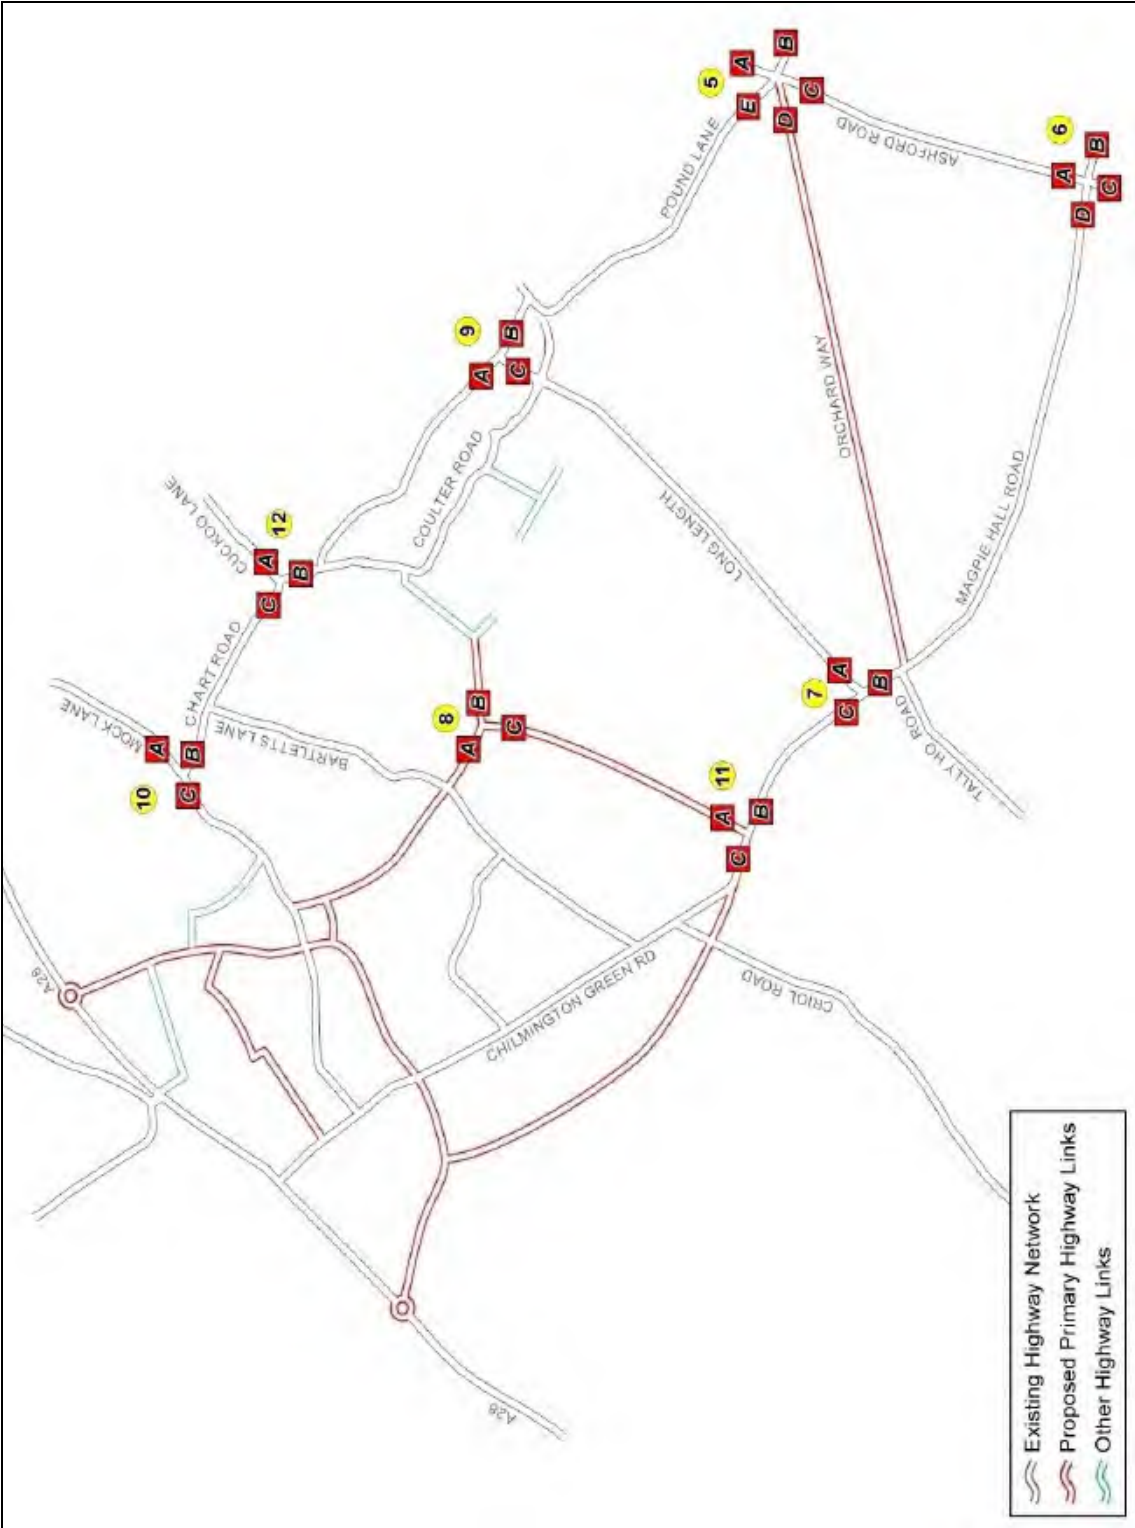 A28
A28
MOCK LANE
CHART ROAD
CUCKOO LANE
BARTLETTS LANE
COULTER ROAD
POUND LANE
ASHFORD ROAD
LONG LENGTH
ORCHARD WAY
MAGPIE HALL ROAD
TALLY HO ROAD
CHILMINGTON GREEN RD
CRIOL ROAD
5
A
B
C
D
E
6
A
B
C
D
7
A
B
C
8
A
B
C
9
A
B
C
10
A
B
C
11
A
B
C
12
A
B
C
Existing Highway Network
Proposed Primary Highway Links
Other Highway Links